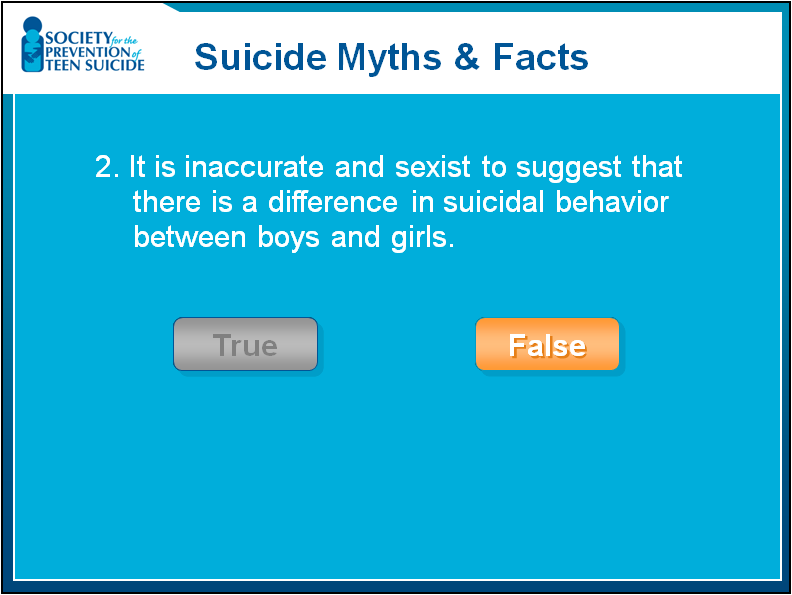 SOCIETY for the
PREVENTION of
TEEN SUICIDE
Suicide Myths & Facts
2. It is inaccurate and sexist to suggest that
there is a difference in suicidal behavior
between boys and girls.
True
False